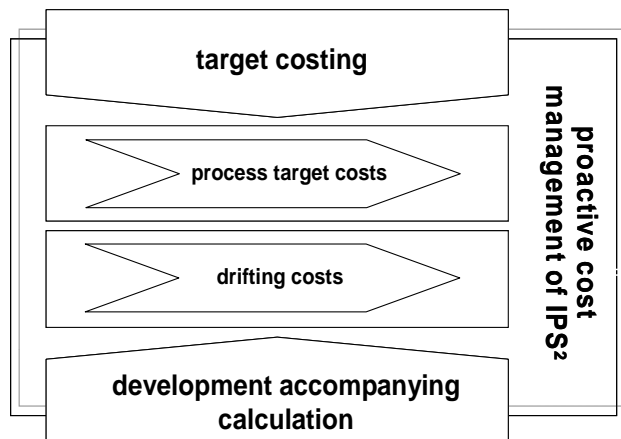 target costing
process target costs
drifting costs
development accompanying
calculation
proactive cost
management of IPS²